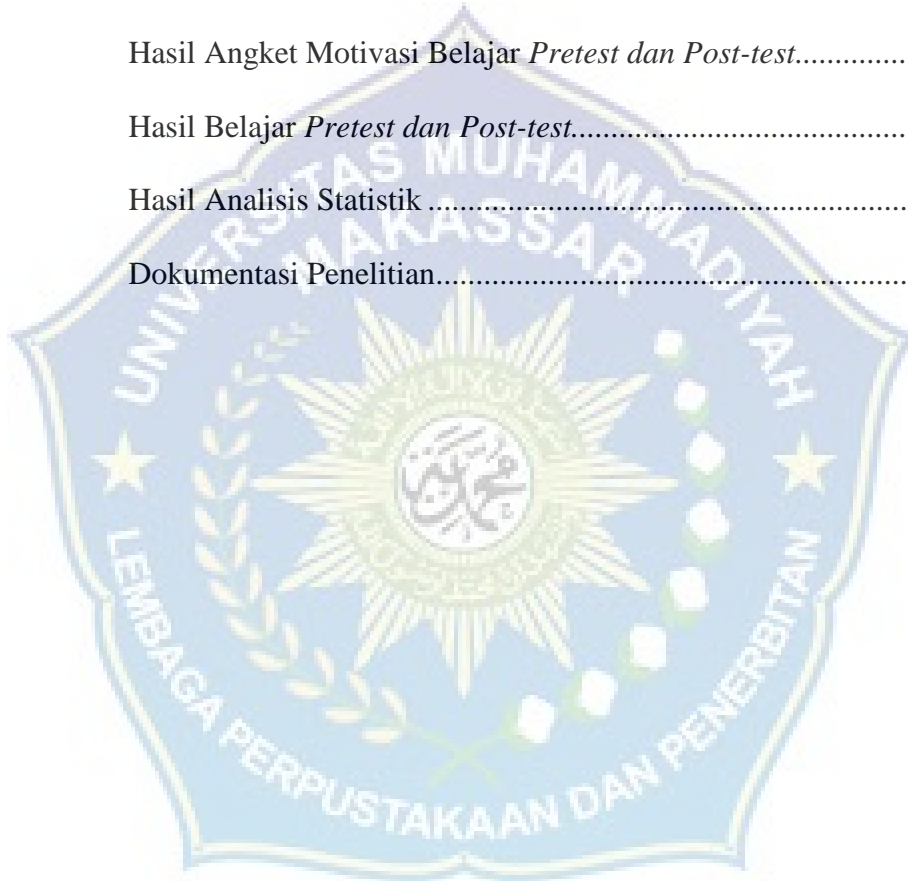 Hasil Angket Motivasi Belajar Pretest dan Post-test..............
Hasil Belajar Pretest dan Post-test.........................................
Hasil Analisis Statistik ...........................................................
Dokumentasi Penelitian..........................................................
UNIVERSITAS MUHAMMADIYAH
MAKASSAR
محمدية
LEMBAGA PERPUSTAKAAN DAN PENERBITAN